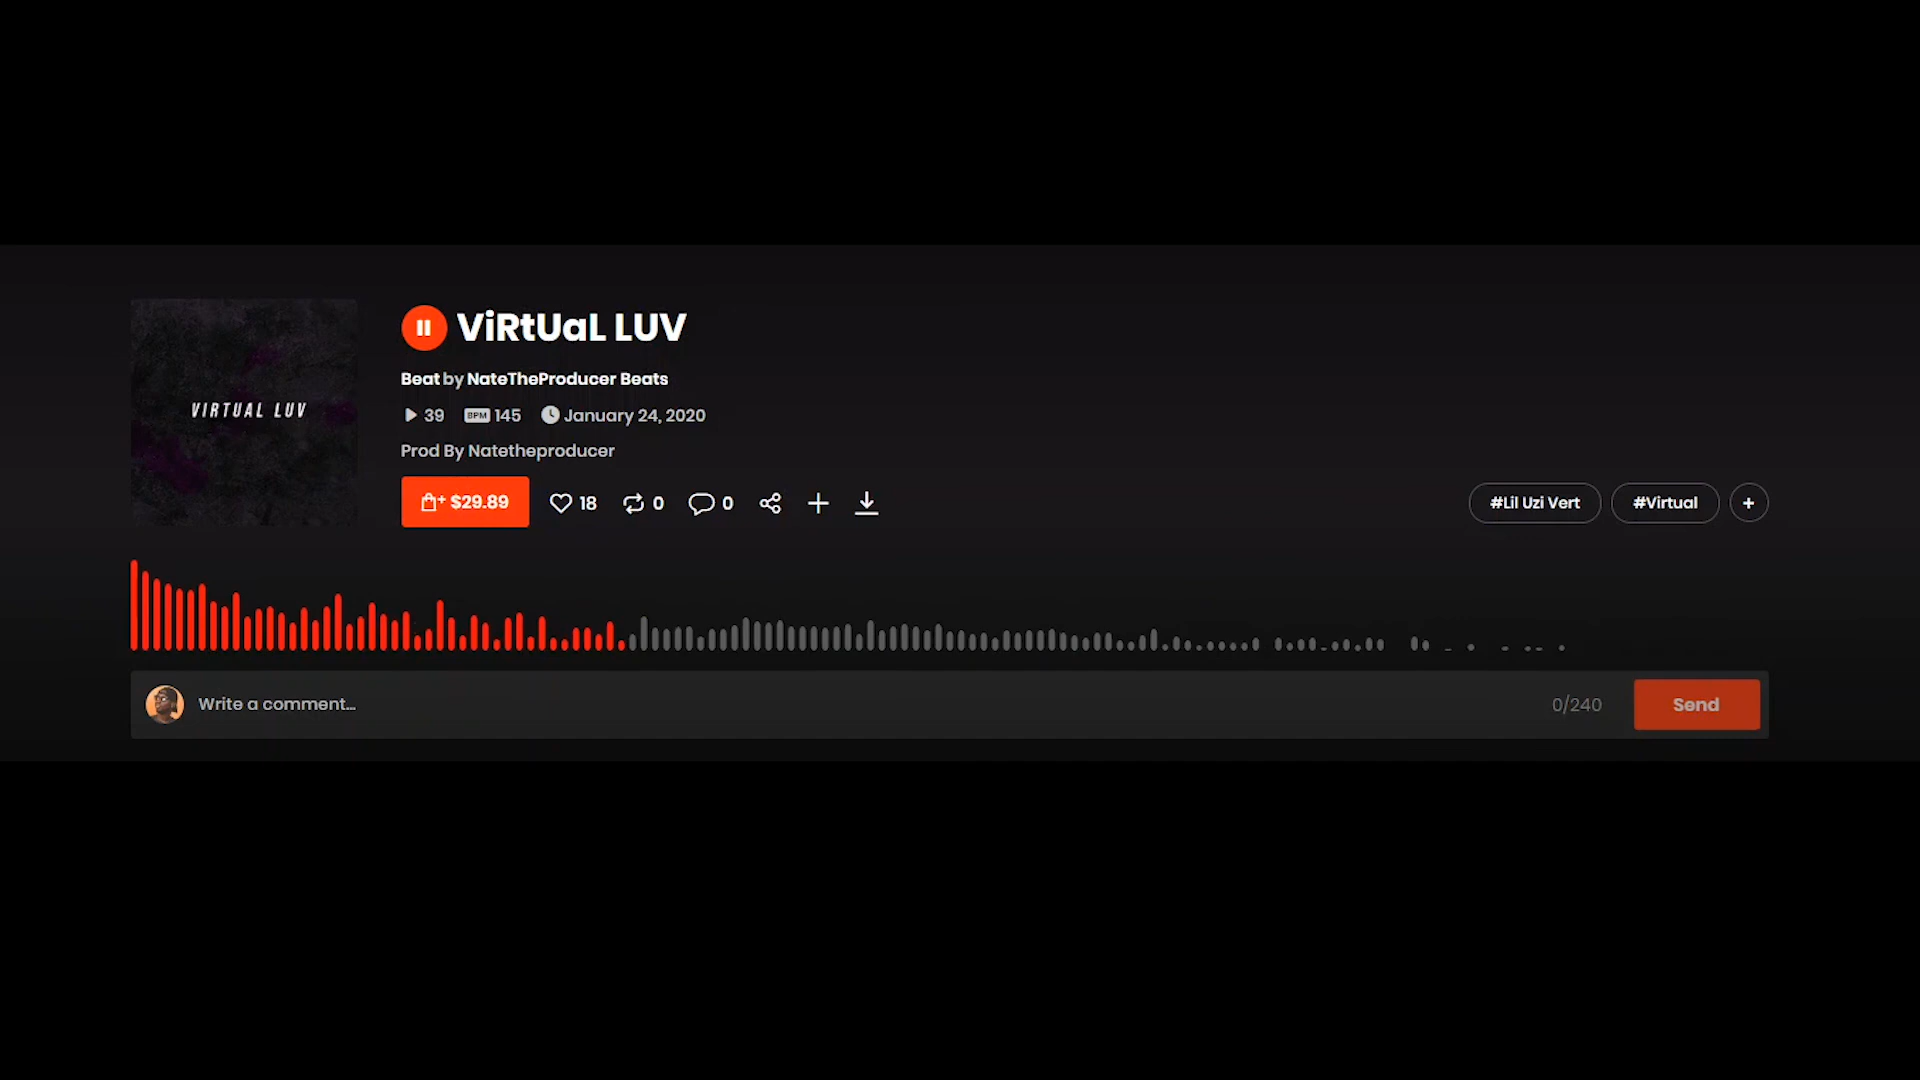 VIRTUAL LUV
ViRtUaL LUV
Beat by NateTheProducer Beats
39 BPM 145 January 24, 2020
Prod By Natetheproducer
$29.89 18 0 0 #Lil Uzi Vert #Virtual +
Write a comment... 0/240 Send